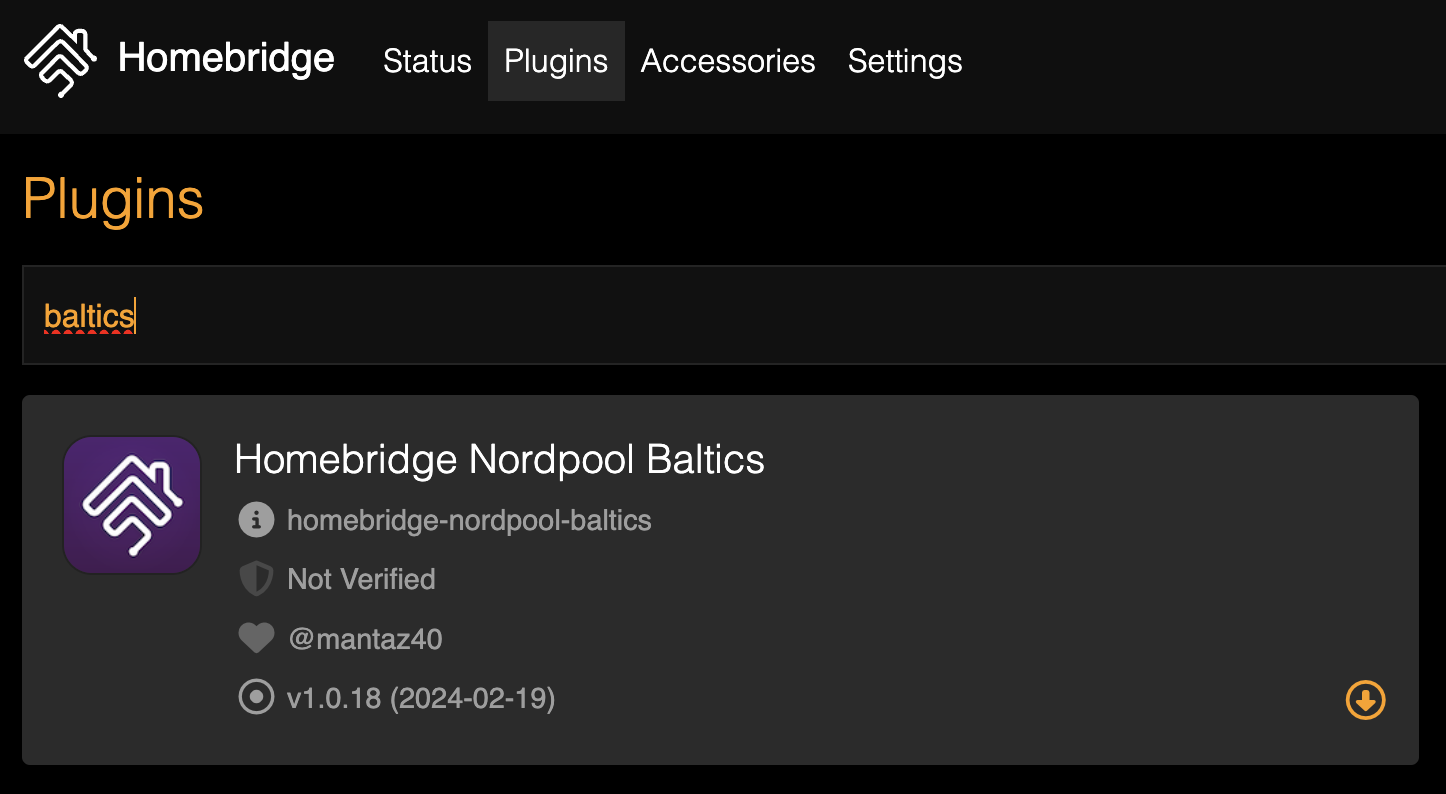 Homebridge Status Plugins Accessories Settings
Plugins
baltics
Homebridge Nordpool Baltics
homebridge-nordpool-baltics
Not Verified
@mantaz40
v1.0.18 (2024-02-19)